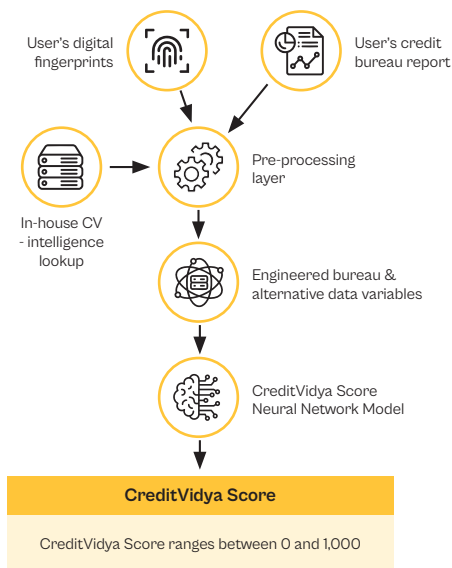 User's digital
fingerprints
User's credit
bureau report
Pre-processing
layer
In-house CV
- intelligence
lookup
Engineered bureau &
alternative data variables
CreditVidya Score
Neural Network Model
CreditVidya Score
CreditVidya Score ranges between 0 and 1,000